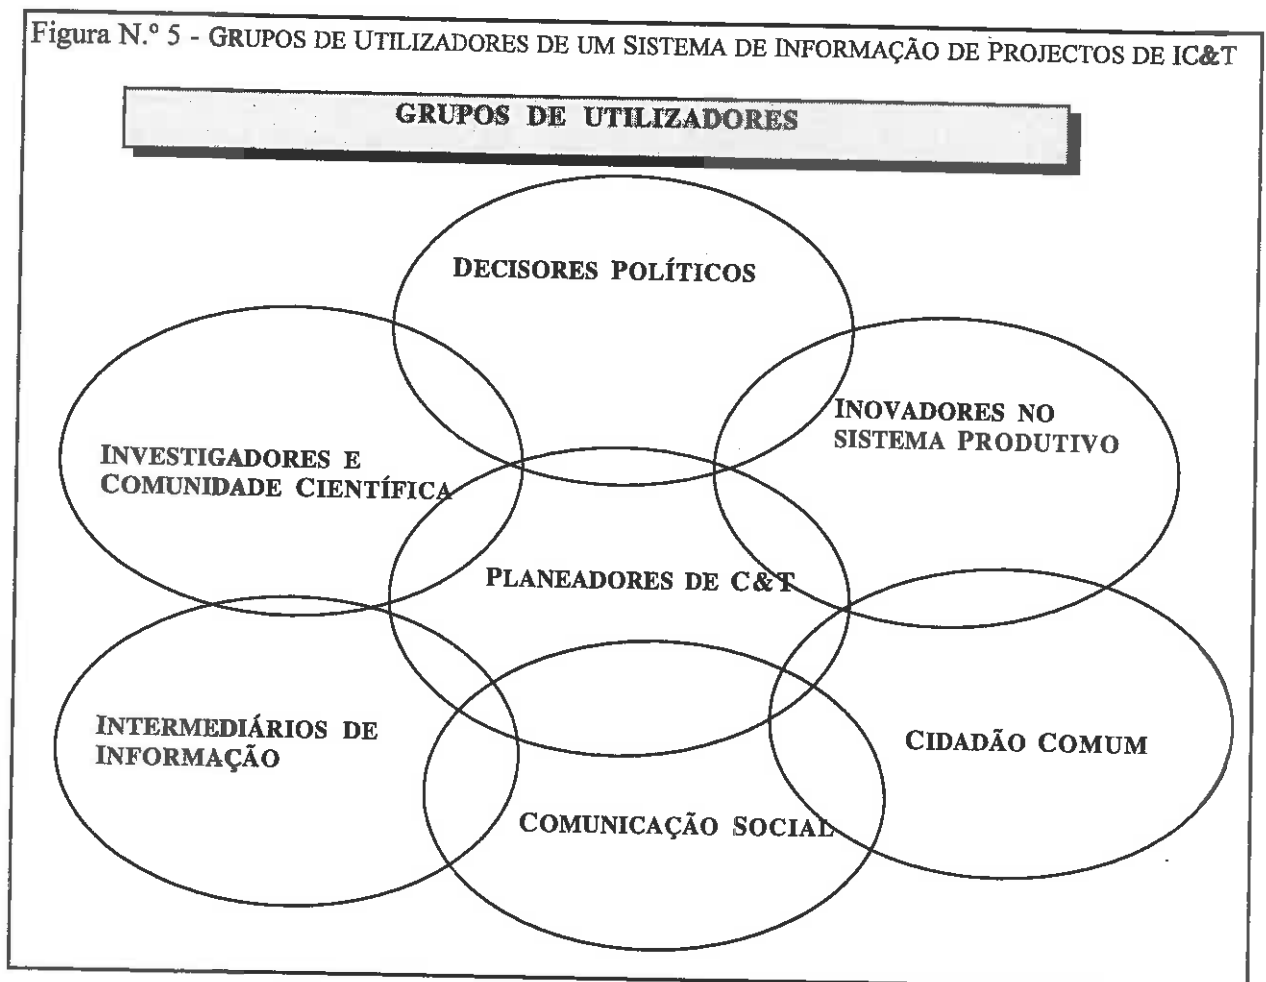 Figura N.º 5 - GRUPOS DE UTILIZADORES DE UM SISTEMA DE INFORMAÇÃO DE PROJECTOS DE IC&T
GRUPOS DE UTILIZADORES
DECISORES POLÍTICOS
INOVADORES NO
SISTEMA PRODUTIVO
INVESTIGADORES E
COMUNIDADE CIENTÍFICA
PLANEADORES DE C&T
INTERMEDIÁRIOS DE
INFORMAÇÃO
CIDADÃO COMUM
COMUNICAÇÃO SOCIAL